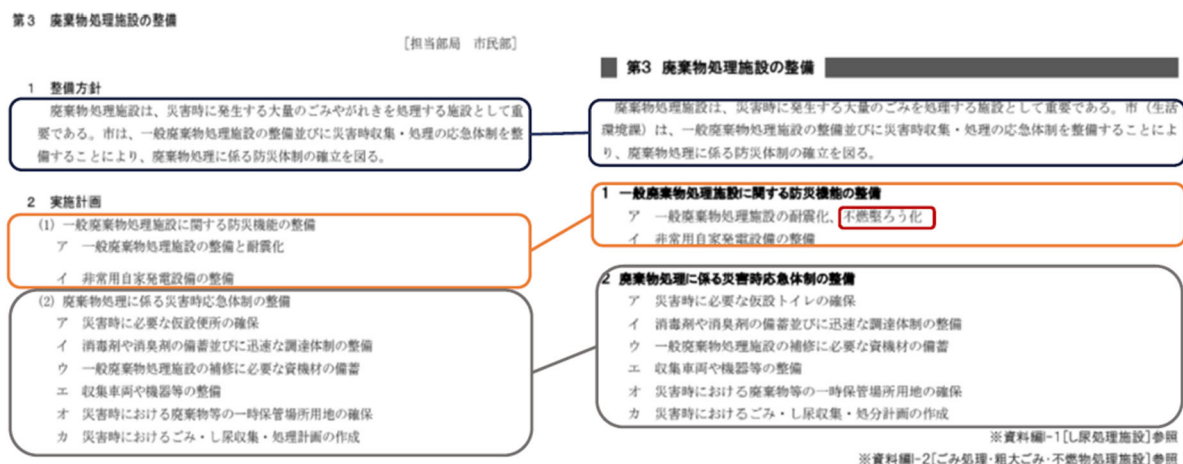 第3 廃棄物処理施設の整備
[担当部局 市民部]
1 整備方針
廃棄物処理施設は、災害時に発生する大量のごみやがれきを処理する施設として重
要である。市は、一般廃棄物処理施設の整備並びに災害時収集・処理の応急体制を整
備することにより、廃棄物処理に係る防災体制の確立を図る。
2 実施計画
(1) 一般廃棄物処理施設に関する防災機能の整備
ア 一般廃棄物処理施設の整備と耐震化
イ 非常用自家発電設備の整備
(2) 廃棄物処理に係る災害時応急体制の整備
ア 災害時に必要な仮設便所の確保
イ 消毒剤や消臭剤の備蓄並びに迅速な調達体制の整備
ウ 一般廃棄物処理施設の補修に必要な資機材の備蓄
エ 収集車両や機器等の整備
オ 災害時における廃棄物等の一時保管場所用地の確保
カ 災害時におけるごみ・し尿収集・処理計画の作成
第3 廃棄物処理施設の整備
廃棄物処理施設は、災害時に発生する大量のごみを処理する施設として重要である。市（生活
環境課）は、一般廃棄物処理施設の整備並びに災害時収集・処理の応急体制を整備することによ
り、廃棄物処理に係る防災体制の確立を図る。
1 一般廃棄物処理施設に関する防災機能の整備
ア 一般廃棄物処理施設の耐震化、不燃堅ろう化
イ 非常用自家発電設備の整備
2 廃棄物処理に係る災害時応急体制の整備
ア 災害時に必要な仮設トイレの確保
イ 消毒剤や消臭剤の備蓄並びに迅速な調達体制の整備
ウ 一般廃棄物処理施設の補修に必要な資機材の備蓄
エ 収集車両や機器等の整備
オ 災害時における廃棄物等の一時保管場所用地の確保
カ 災害時におけるごみ・し尿収集・処分計画の作成
※資料編Ⅰ-1[し尿処理施設]参照
※資料編Ⅰ-2[ごみ処理・粗大ごみ・不燃物処理施設]参照